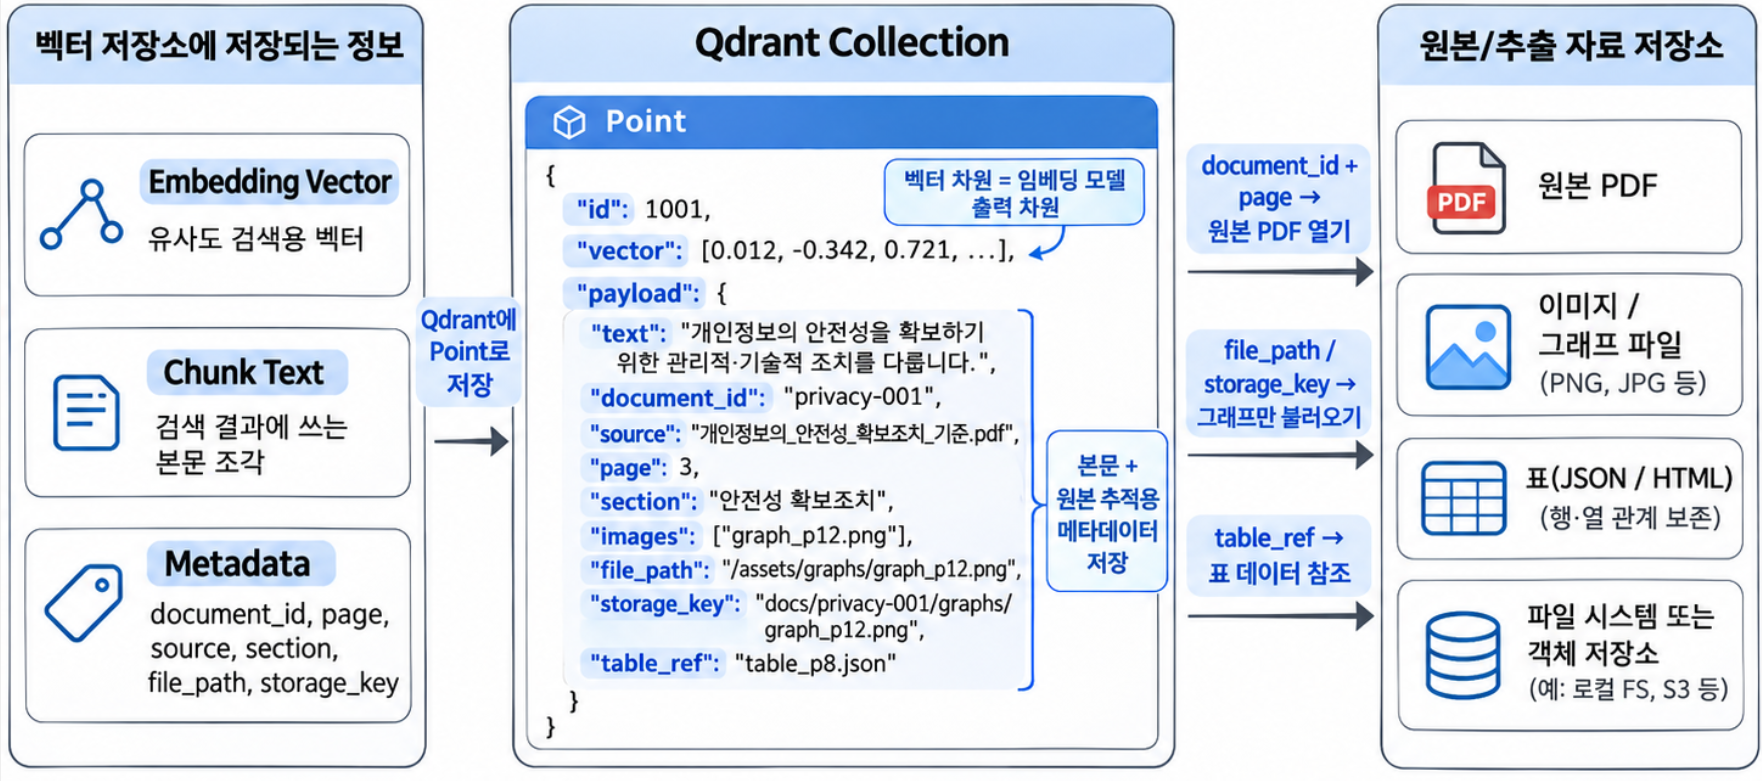 벡터 저장소에 저장되는 정보
Embedding Vector
유사도 검색용 벡터
Chunk Text
검색 결과에 쓰는
본문 조각
Metadata
document_id, page,
source, section,
file_path, storage_key
Qdrant에
Point로
저장
Qdrant Collection
Point
{
"id": 1001,
벡터 차원 = 임베딩 모델
출력 차원
"vector": [0.012, -0.342, 0.721, ...],
"payload": {
"text": "개인정보의 안전성을 확보하기
위한 관리적·기술적 조치를 다룹니다.",
"document_id": "privacy-001",
"source": "개인정보의_안전성_확보조치_기준.pdf",
"page": 3,
"section": "안전성 확보조치",
"images": ["graph_p12.png"],
"file_path": "/assets/graphs/graph_p12.png",
"storage_key": "docs/privacy-001/graphs/
graph_p12.png",
"table_ref": "table_p8.json"
}
}
본문 +
원본 추적용
메타데이터
저장
document_id +
page →
원본 PDF 열기
file_path /
storage_key →
그래프만 불러오기
table_ref →
표 데이터 참조
원본/추출 자료 저장소
PDF
원본 PDF
이미지 /
그래프 파일
(PNG, JPG 등)
표(JSON / HTML)
(행·열 관계 보존)
파일 시스템 또는
객체 저장소
(예: 로컬 FS, S3 등)